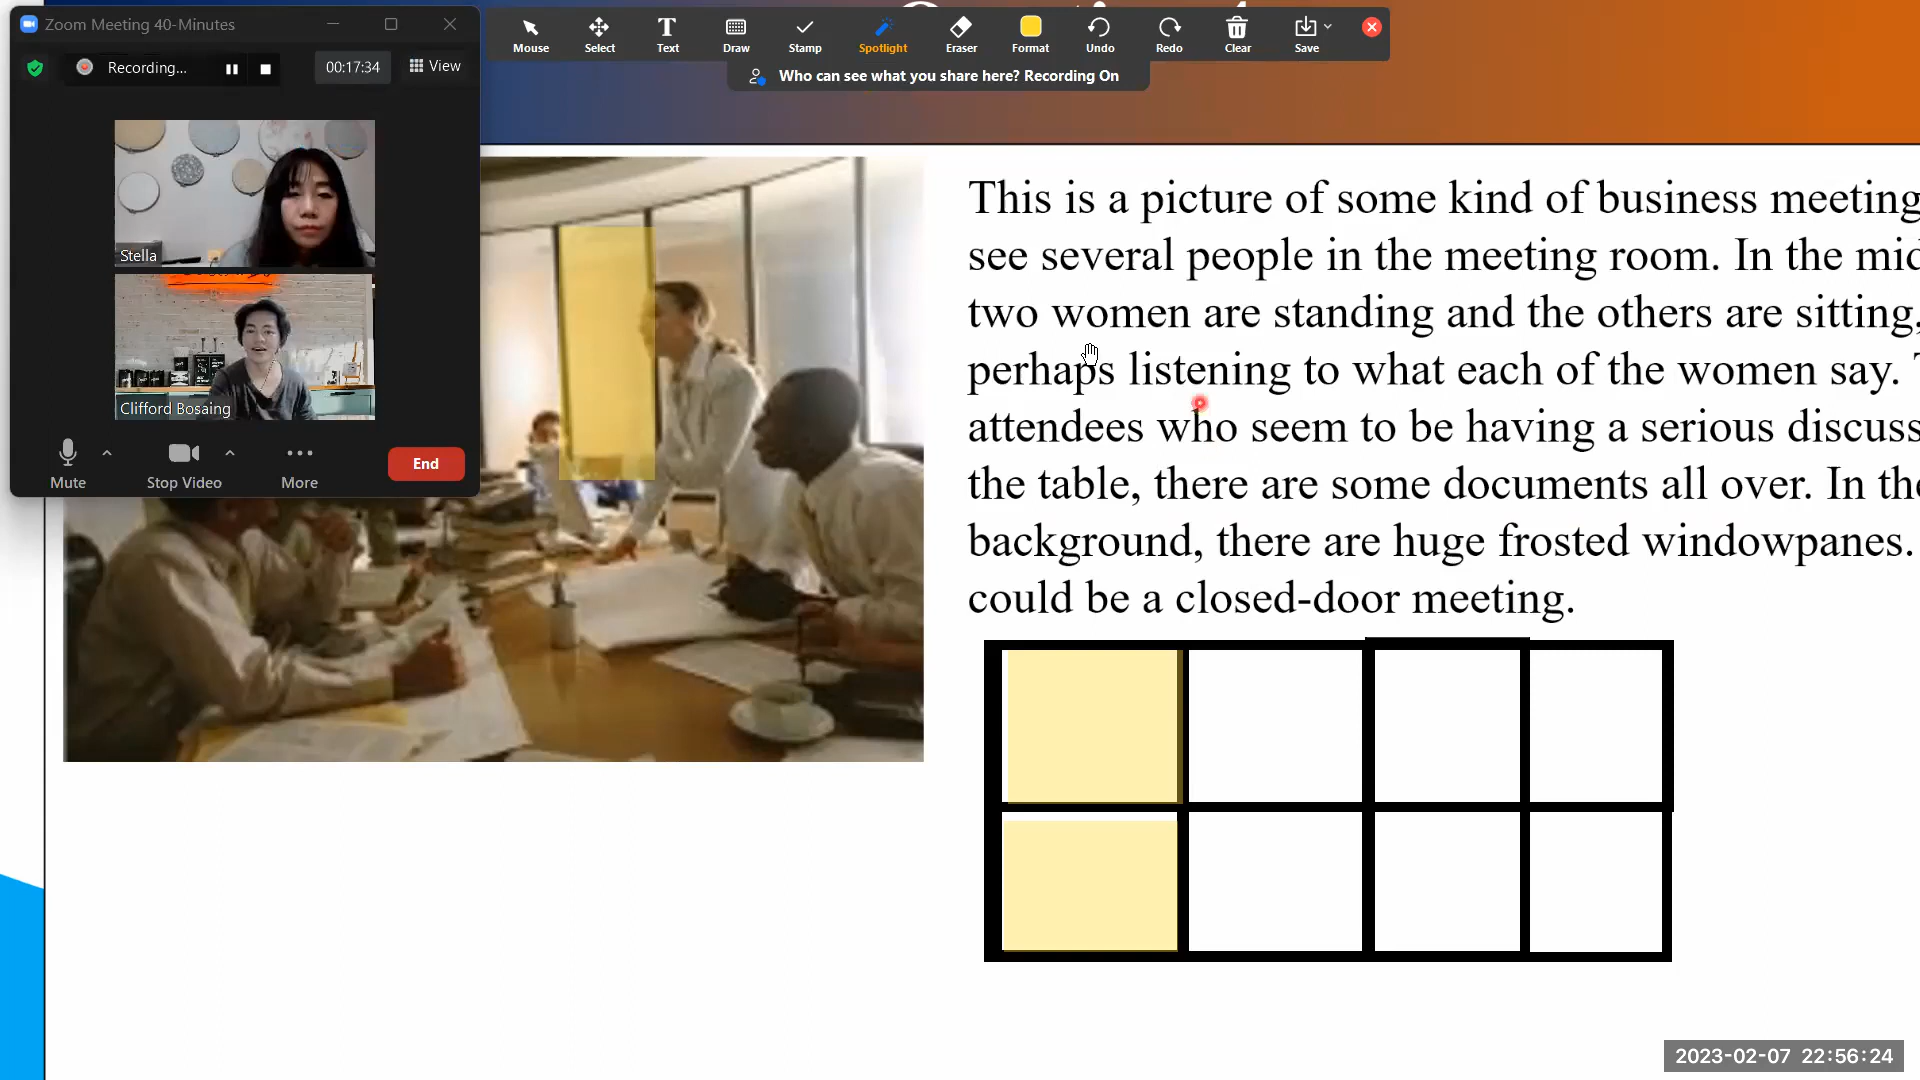 Zoom Meeting 40-Minutes
Mouse
Select
Text
Draw
Stamp
Spotlight
Eraser
Format
Undo
Redo
Clear
Save
Recording...
00:17:34
View
Who can see what you share here? Recording On
Stella
Clifford Bosaing
Mute
Stop Video
More
End
This is a picture of some kind of business meeting
see several people in the meeting room. In the mid
two women are standing and the others are sitting,
perhaps listening to what each of the women say. T
attendees who seem to be having a serious discuss
the table, there are some documents all over. In the
background, there are huge frosted windowpanes.
could be a closed-door meeting.
2023-02-07 22:56:24